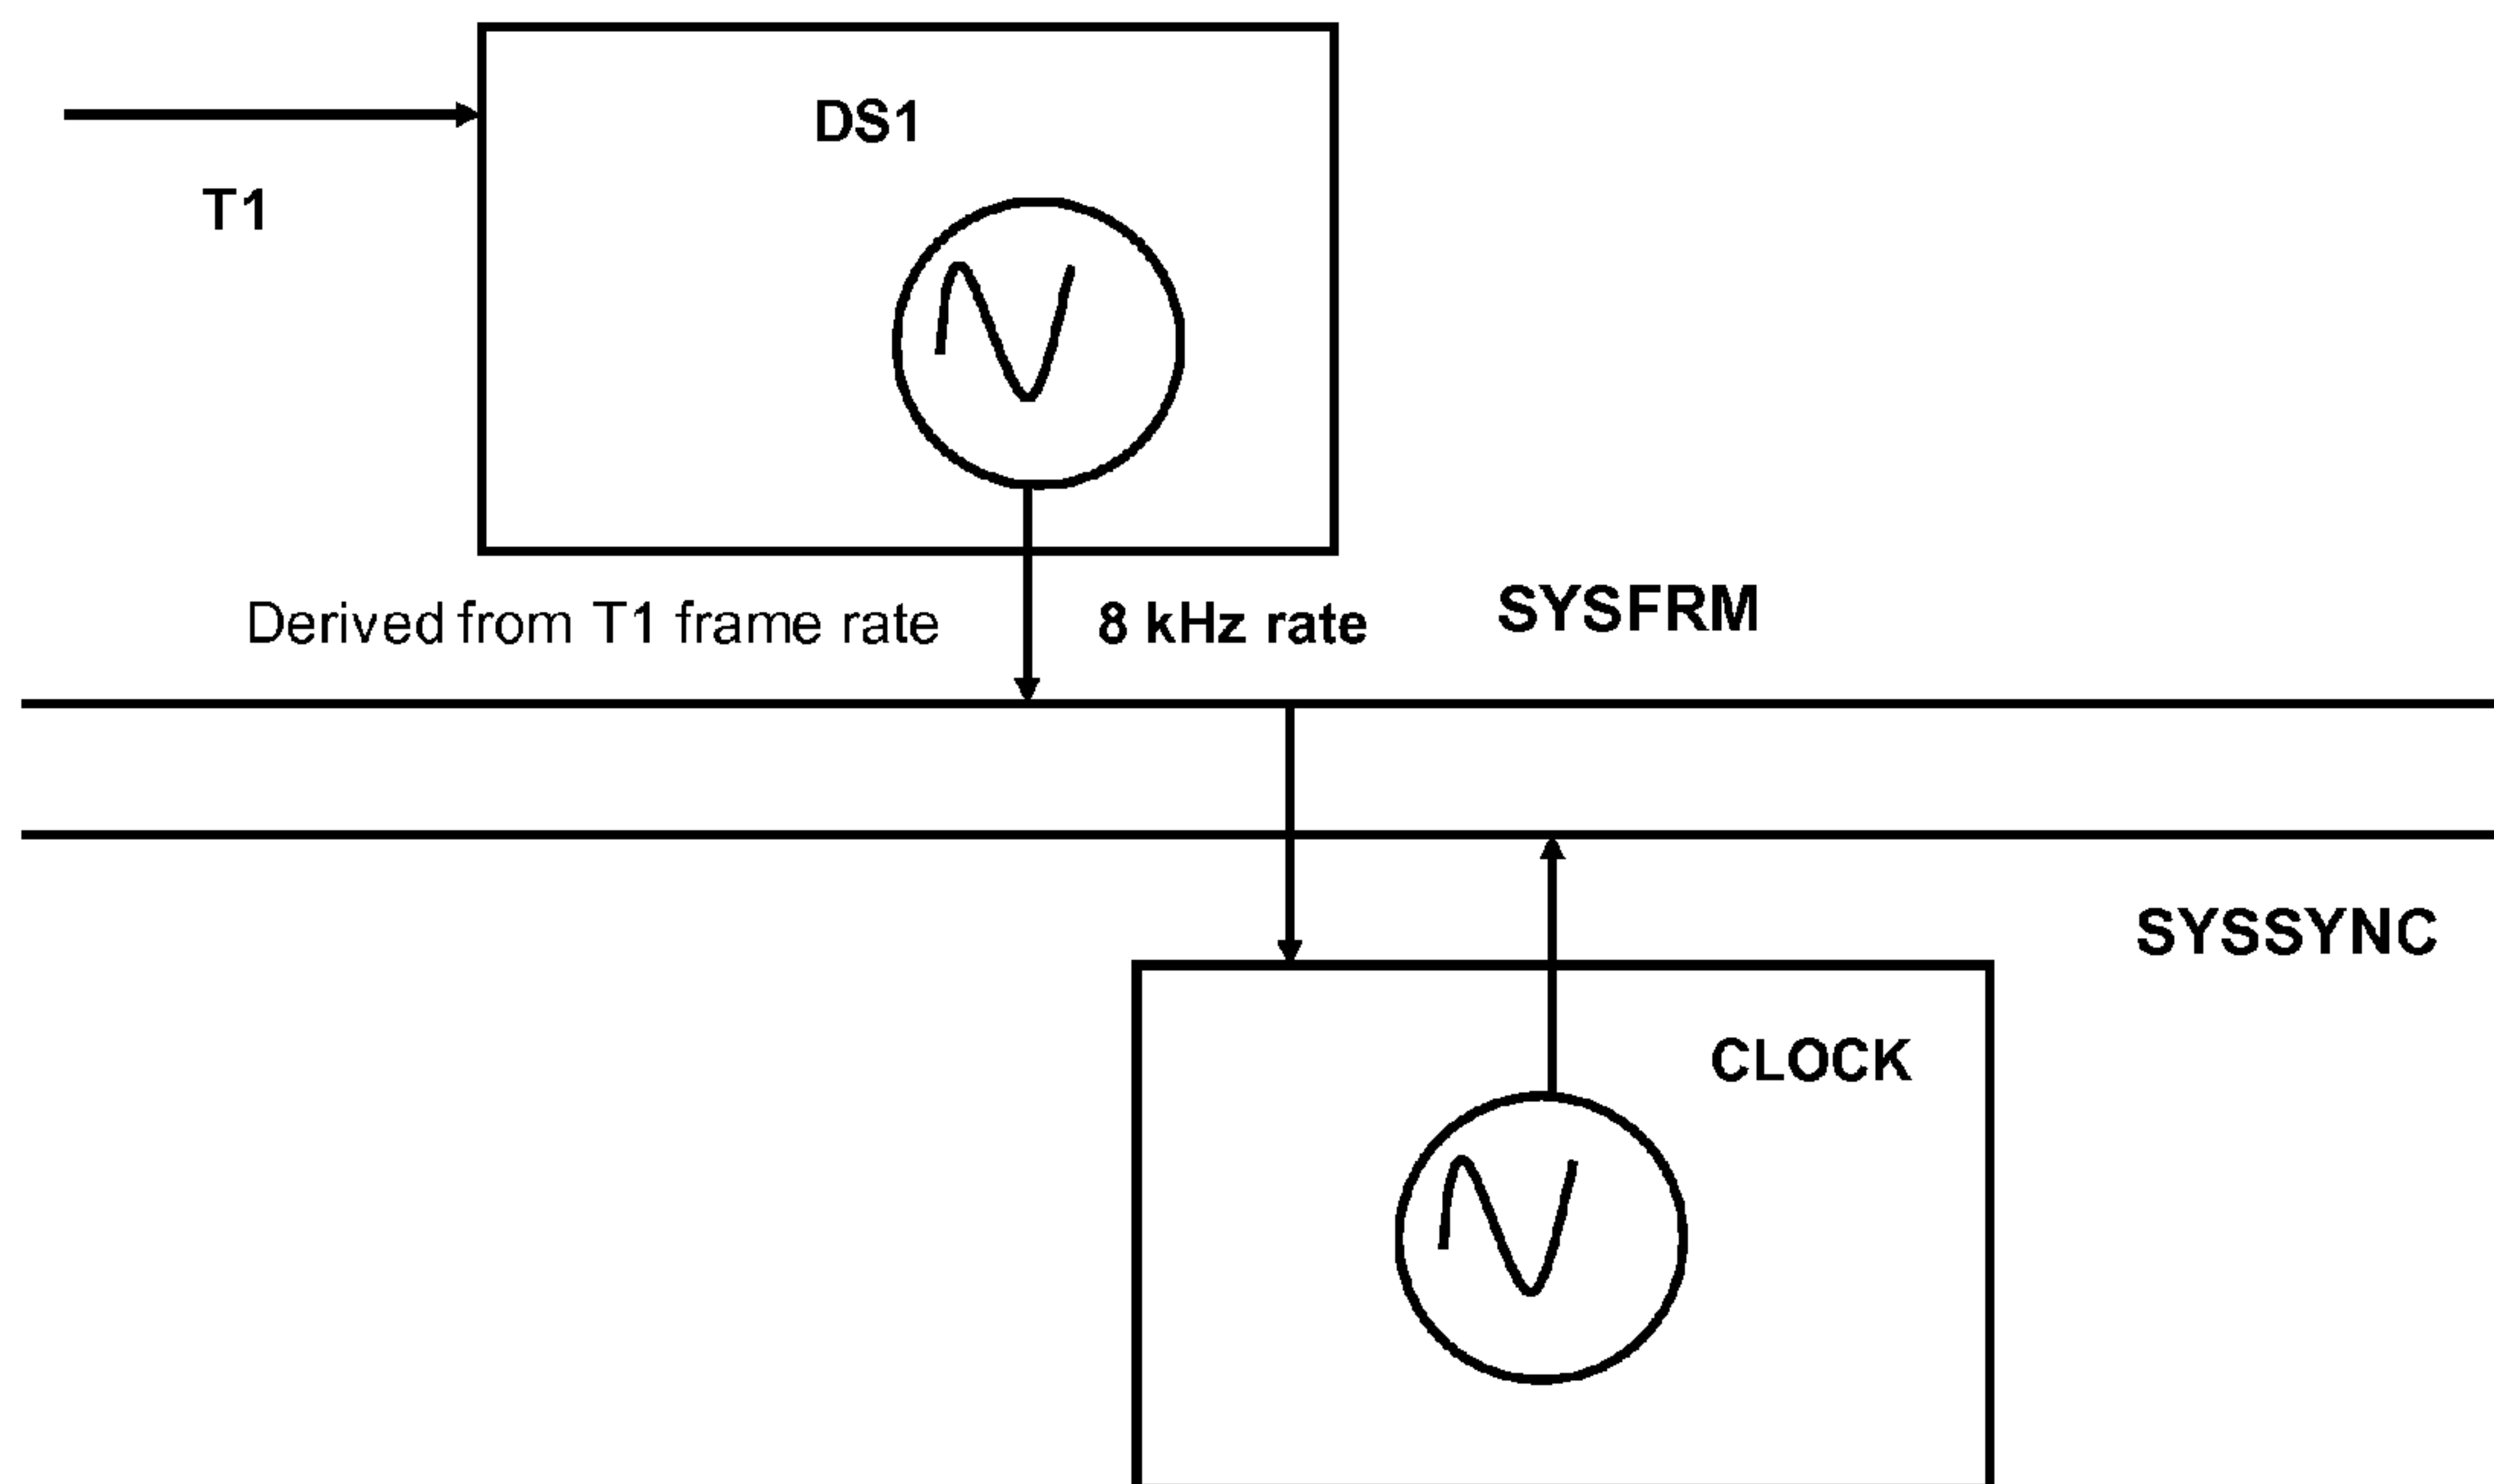 DS1
T1
Derived from T1 frame rate
8 kHz rate
SYSFRM
SYSSYNC
CLOCK